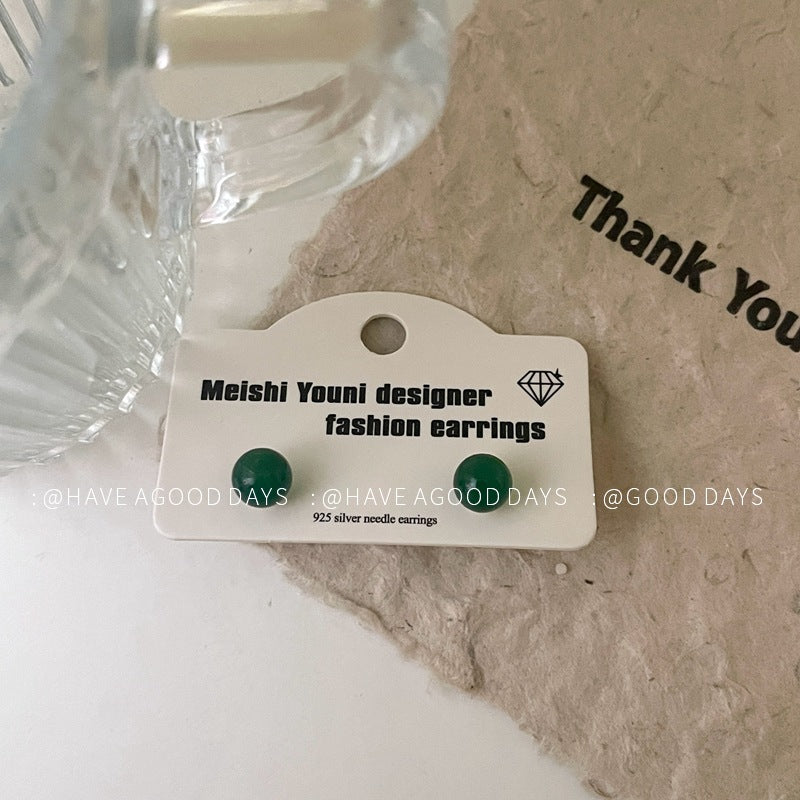 Thank You
Meishi Youni designer
fashion earrings
:@HAVE AGOOD DAYS :@HAVE AGOOD DAYS :@GOOD DAYS
925 silver needle earrings